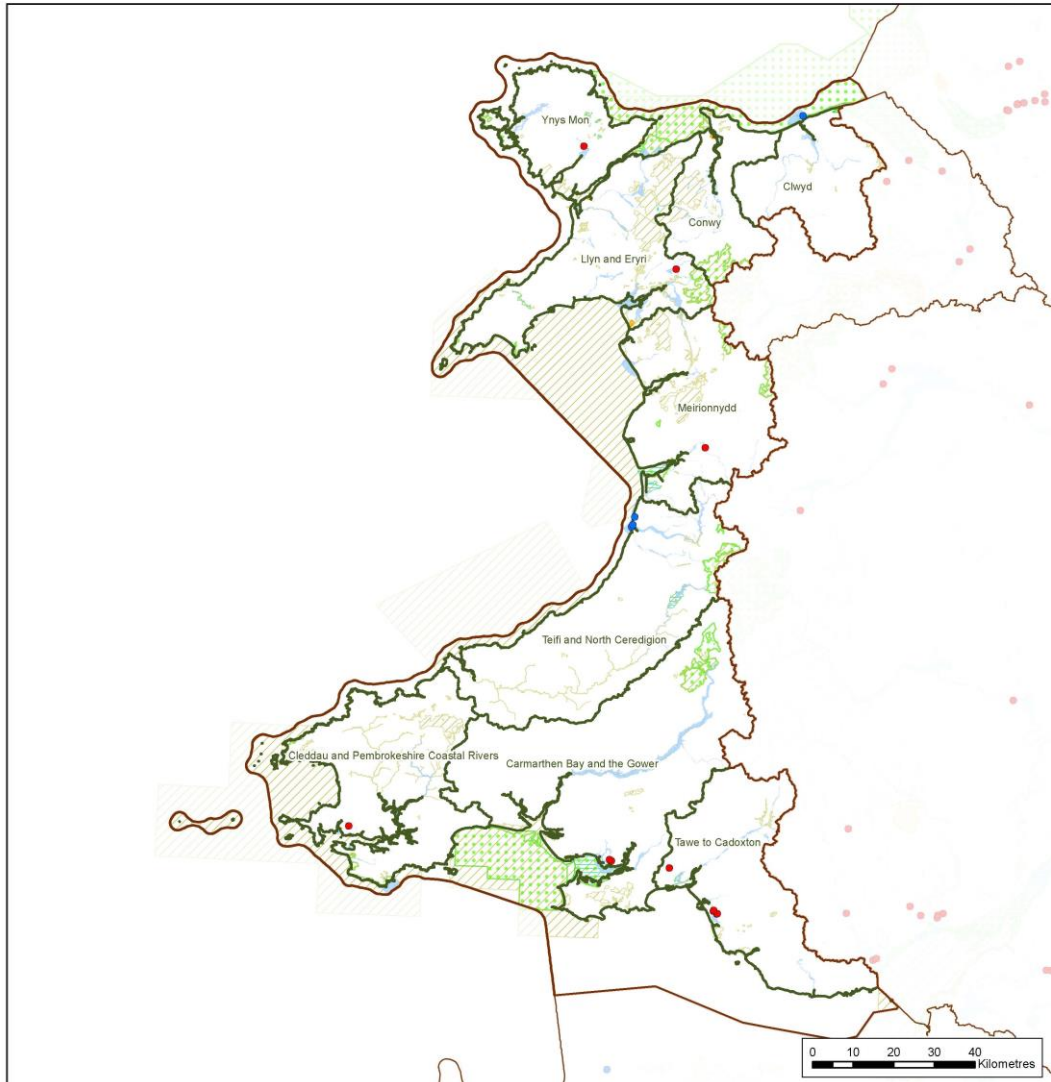 Ynys Mon
Clwyd
Conwy
Llyn and Eryri
Meirionnydd
Teifi and North Ceredigion
Cleddau and Pembrokeshire Coastal Rivers
Carmarthen Bay and the Gower
Tawe to Cadoxton
0 10 20 30 40
Kilometres